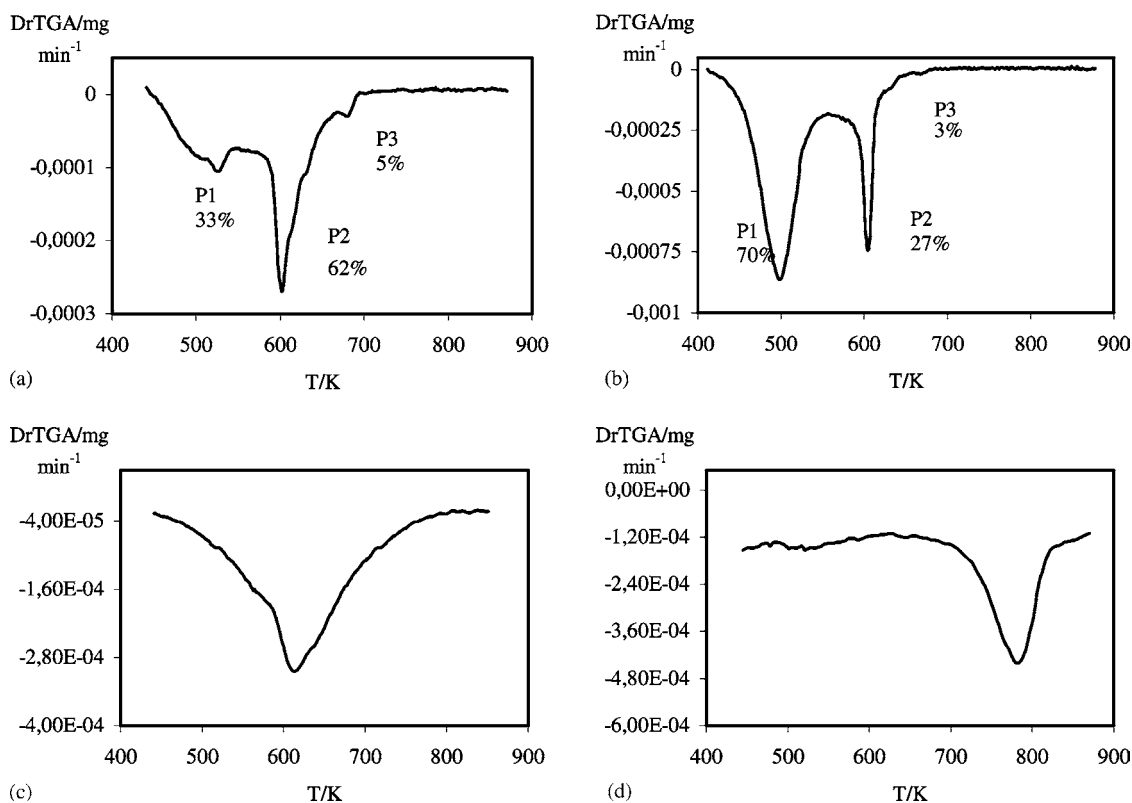 DrTGA/mg
min⁻¹
0
-0,0001
-0,0002
-0,0003
400 500 600 700 800 900
T/K
P1
33%
P2
62%
P3
5%
(a)
DrTGA/mg
min⁻¹
0
-0,00025
-0,0005
-0,00075
-0,001
400 500 600 700 800 900
T/K
P1
70%
P2
27%
P3
3%
(b)
DrTGA/mg
min⁻¹
-4,00E-05
-1,60E-04
-2,80E-04
-4,00E-04
400 500 600 700 800 900
T/K
(c)
DrTGA/mg
min⁻¹
0,00E+00
-1,20E-04
-2,40E-04
-3,60E-04
-4,80E-04
-6,00E-04
400 500 600 700 800 900
T/K
(d)